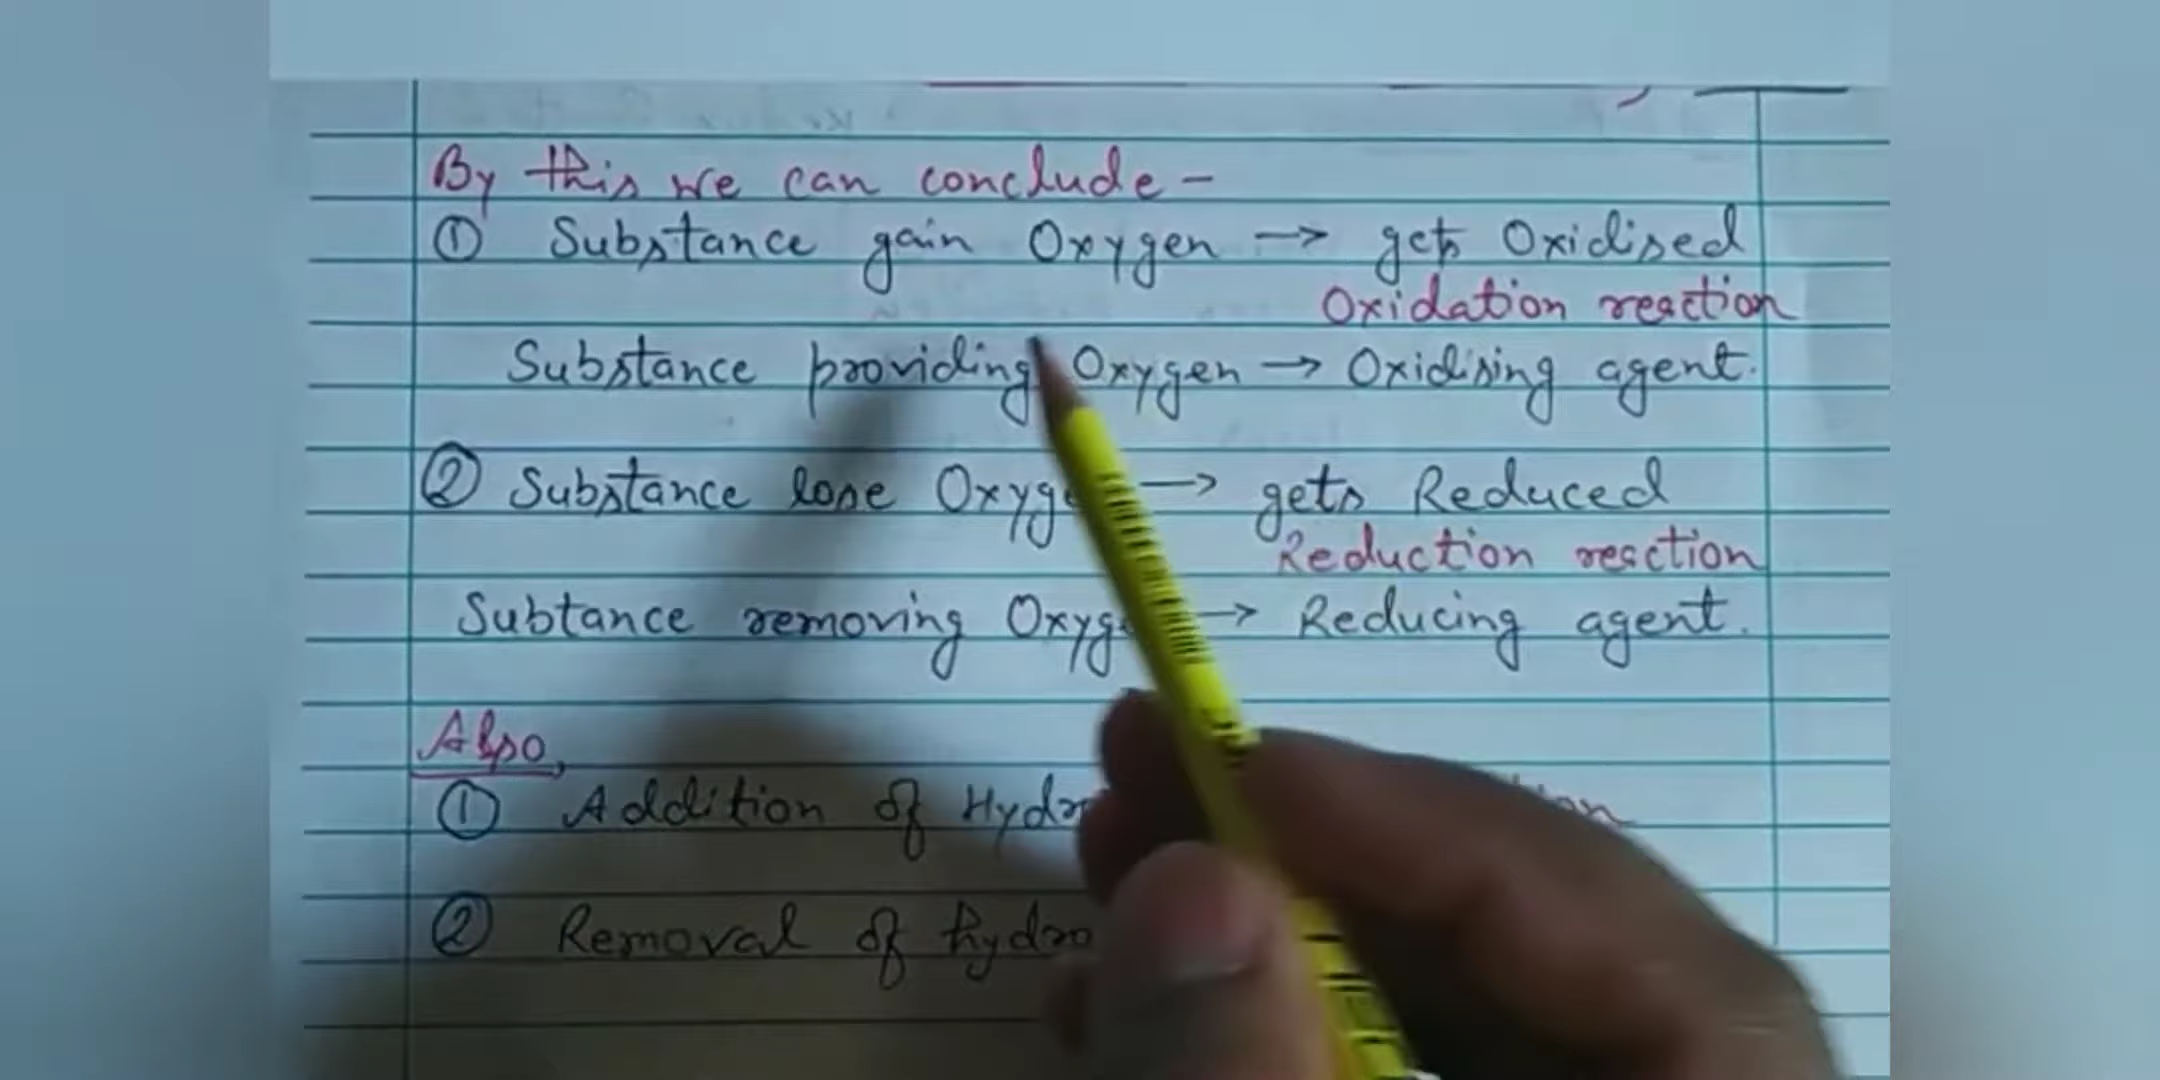 By this we can conclude -
① Substance gain Oxygen → gets Oxidised
Oxidation reaction
Substance providing Oxygen → Oxidising agent.
② Substance lose → gets Reduced
Reduction reaction
Subtance removing → Reducing agent.
Also,
① Addition of
② Removal of